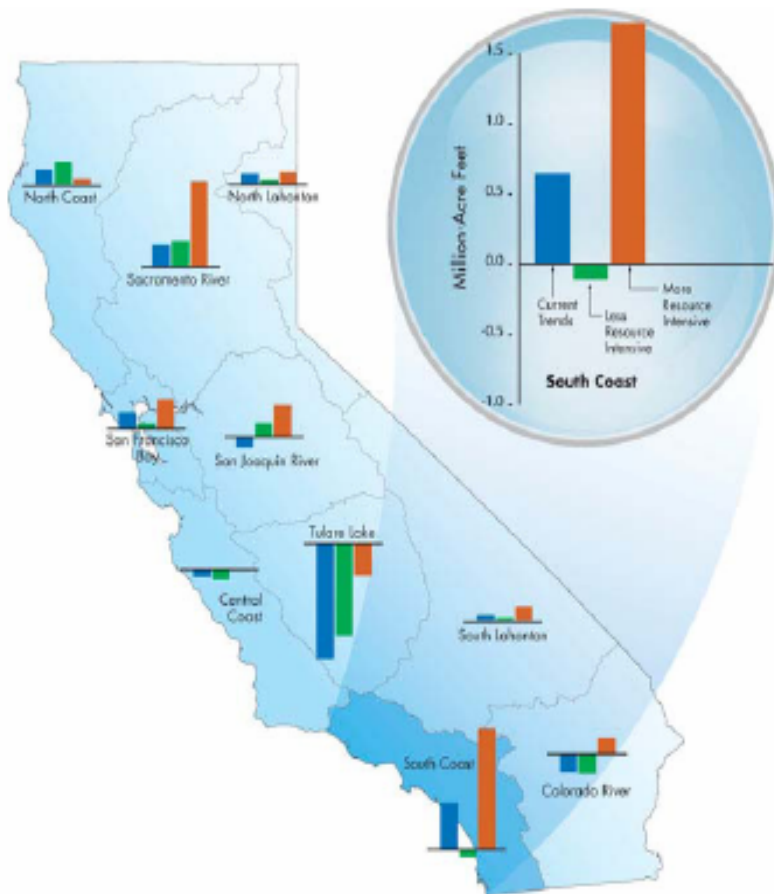 1.5
1.0
0.5
0.0
-0.5
-1.0
Million Acre Feet
Current
Trends
Less
Resource
Intensive
More
Resource
Intensive
South Coast
North Coast
Sacramento River
North Lahontan
San Francisco
Bay
San Joaquin River
Tulare Lake
Central
Coast
South Lahontan
South Coast
Colorado River